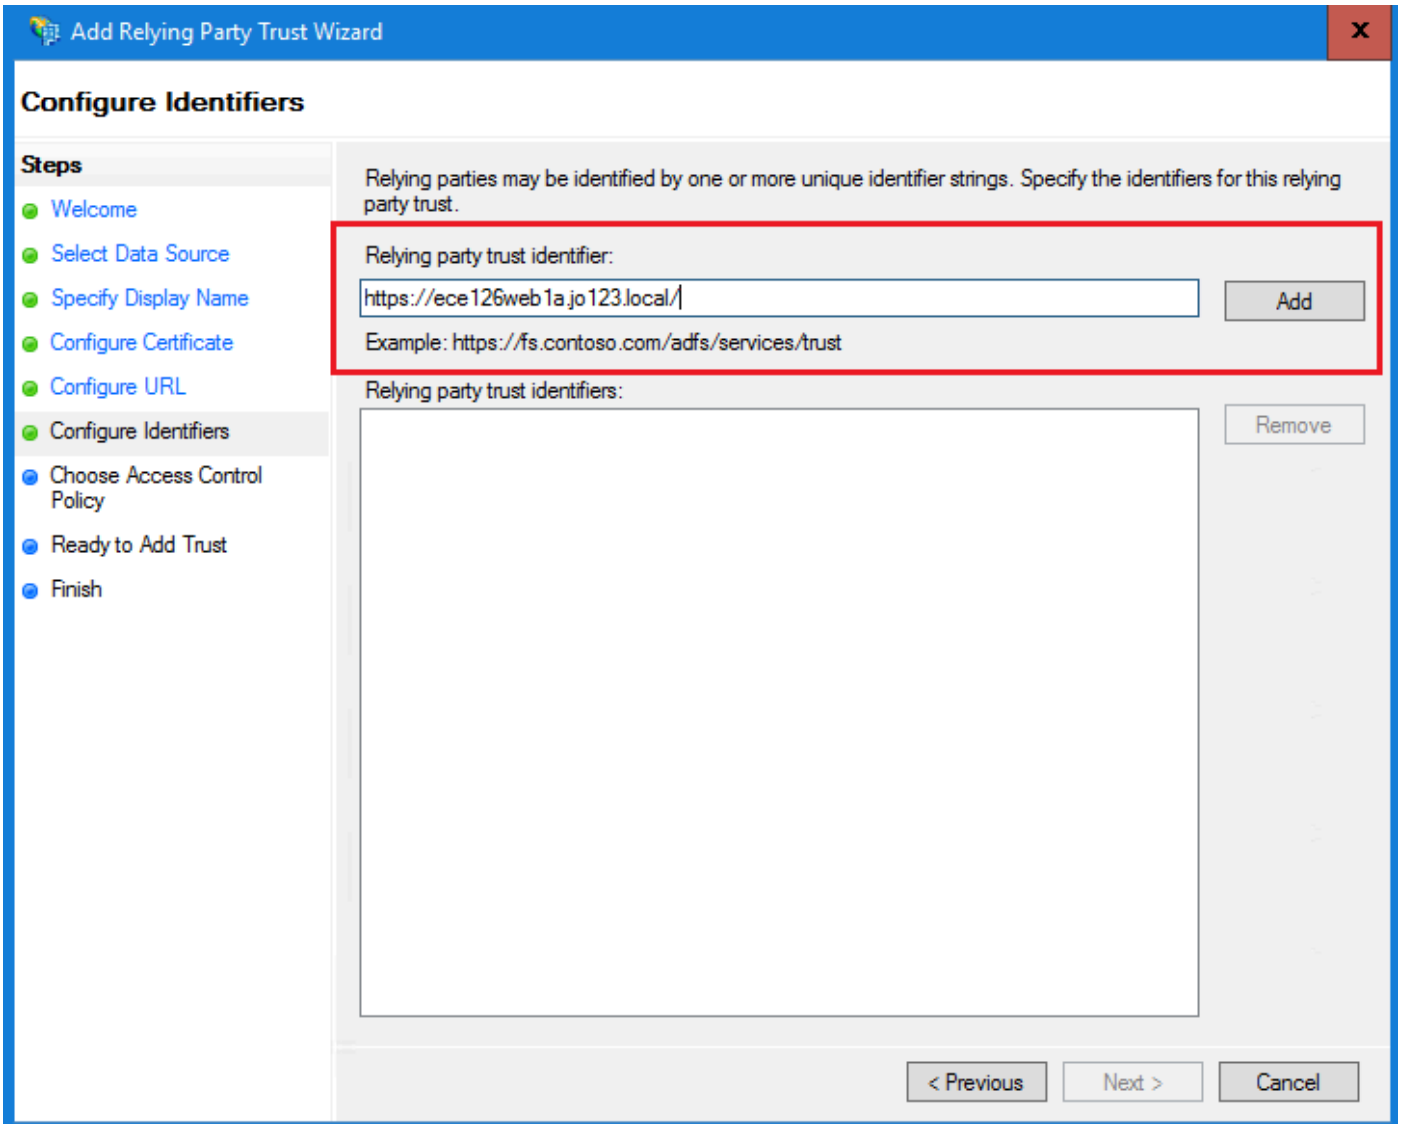 Add Relying Party Trust Wizard
x
Configure Identifiers
Steps
Welcome
Select Data Source
Specify Display Name
Configure Certificate
Configure URL
Configure Identifiers
Choose Access Control
Policy
Ready to Add Trust
Finish
Relying parties may be identified by one or more unique identifier strings. Specify the identifiers for this relying
party trust.
Relying party trust identifier:
https://ece126web1a.jo123.local/
Add
Example: https://fs.contoso.com/adfs/services/trust
Relying party trust identifiers:
Remove
< Previous
Next >
Cancel